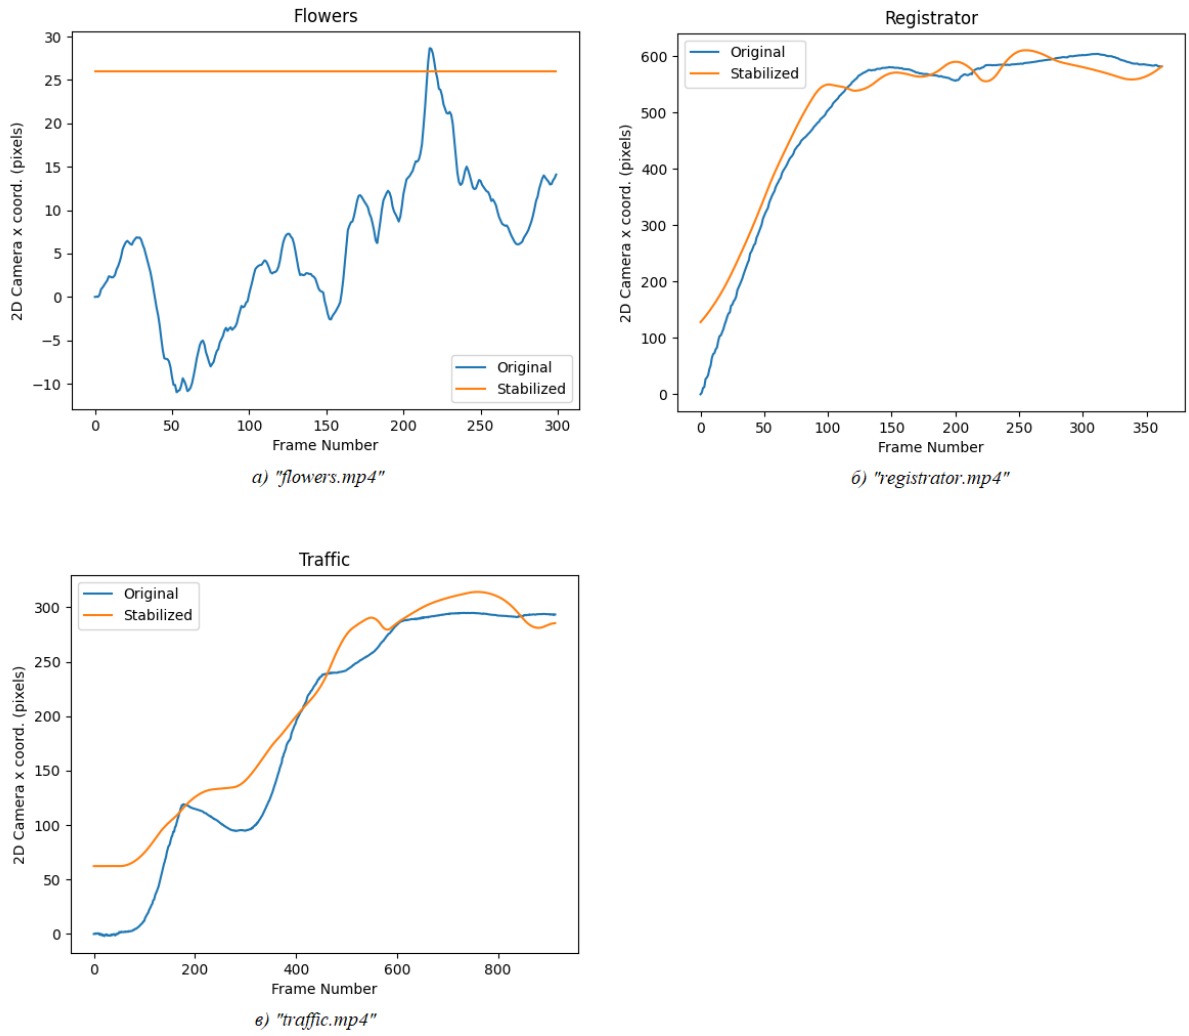 Flowers
30
25
20
15
10
5
0
−5
−10
2D Camera x coord. (pixels)
Original
Stabilized
0 50 100 150 200 250 300
Frame Number
а) "flowers.mp4"
Registrator
600
500
400
300
200
100
0
2D Camera x coord. (pixels)
Original
Stabilized
0 50 100 150 200 250 300 350
Frame Number
б) "registrator.mp4"
Traffic
300
250
200
150
100
50
0
2D Camera x coord. (pixels)
Original
Stabilized
0 200 400 600 800
Frame Number
в) "traffic.mp4"